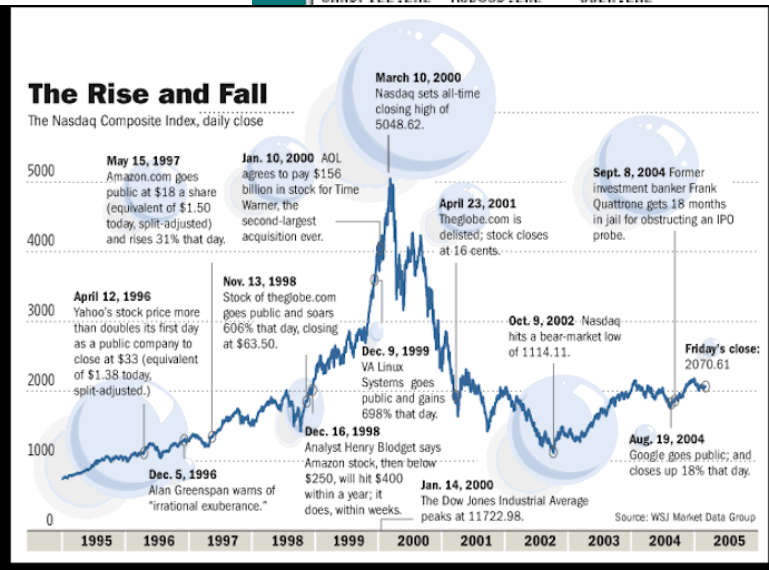 The Rise and Fall
The Nasdaq Composite Index, daily close
March 10, 2000
Nasdaq sets all-time
closing high of
5048.62.
May 15, 1997
Amazon.com goes
public at $18 a share
(equivalent of $1.50
today, split-adjusted)
and rises 31% that day.
Jan. 10, 2000 AOL
agrees to pay $156
billion in stock for Time
Warner, the
second-largest
acquisition ever.
April 23, 2001
Theglobe.com is
delisted; stock closes
at 16 cents.
Sept. 8, 2004 Former
investment banker Frank
Quattrone gets 18 months
in jail for obstructing an IPO
probe.
April 12, 1996
Yahoo's stock price more
than doubles its first day
as a public company to
close at $33 (equivalent
of $1.38 today,
split-adjusted.)
Nov. 13, 1998
Stock of theglobe.com
goes public and soars
606% that day, closing
at $63.50.
Dec. 9, 1999
VA Linux
Systems goes
public and gains
698% that day.
Oct. 9, 2002 Nasdaq
hits a bear-market low
of 1114.11.
Friday's close:
2070.61
Dec. 5, 1996
Alan Greenspan warns of
"irrational exuberance."
Dec. 16, 1998
Analyst Henry Blodget says
Amazon stock, then below
$250, will hit $400
within a year; it
does, within weeks.
Jan. 14, 2000
The Dow Jones Industrial Average
peaks at 11722.98.
Aug. 19, 2004
Google goes public; and
closes up 18% that day.
Source: WSJ Market Data Group
5000
4000
3000
2000
1000
0
1995 1996 1997 1998 1999 2000 2001 2002 2003 2004 2005